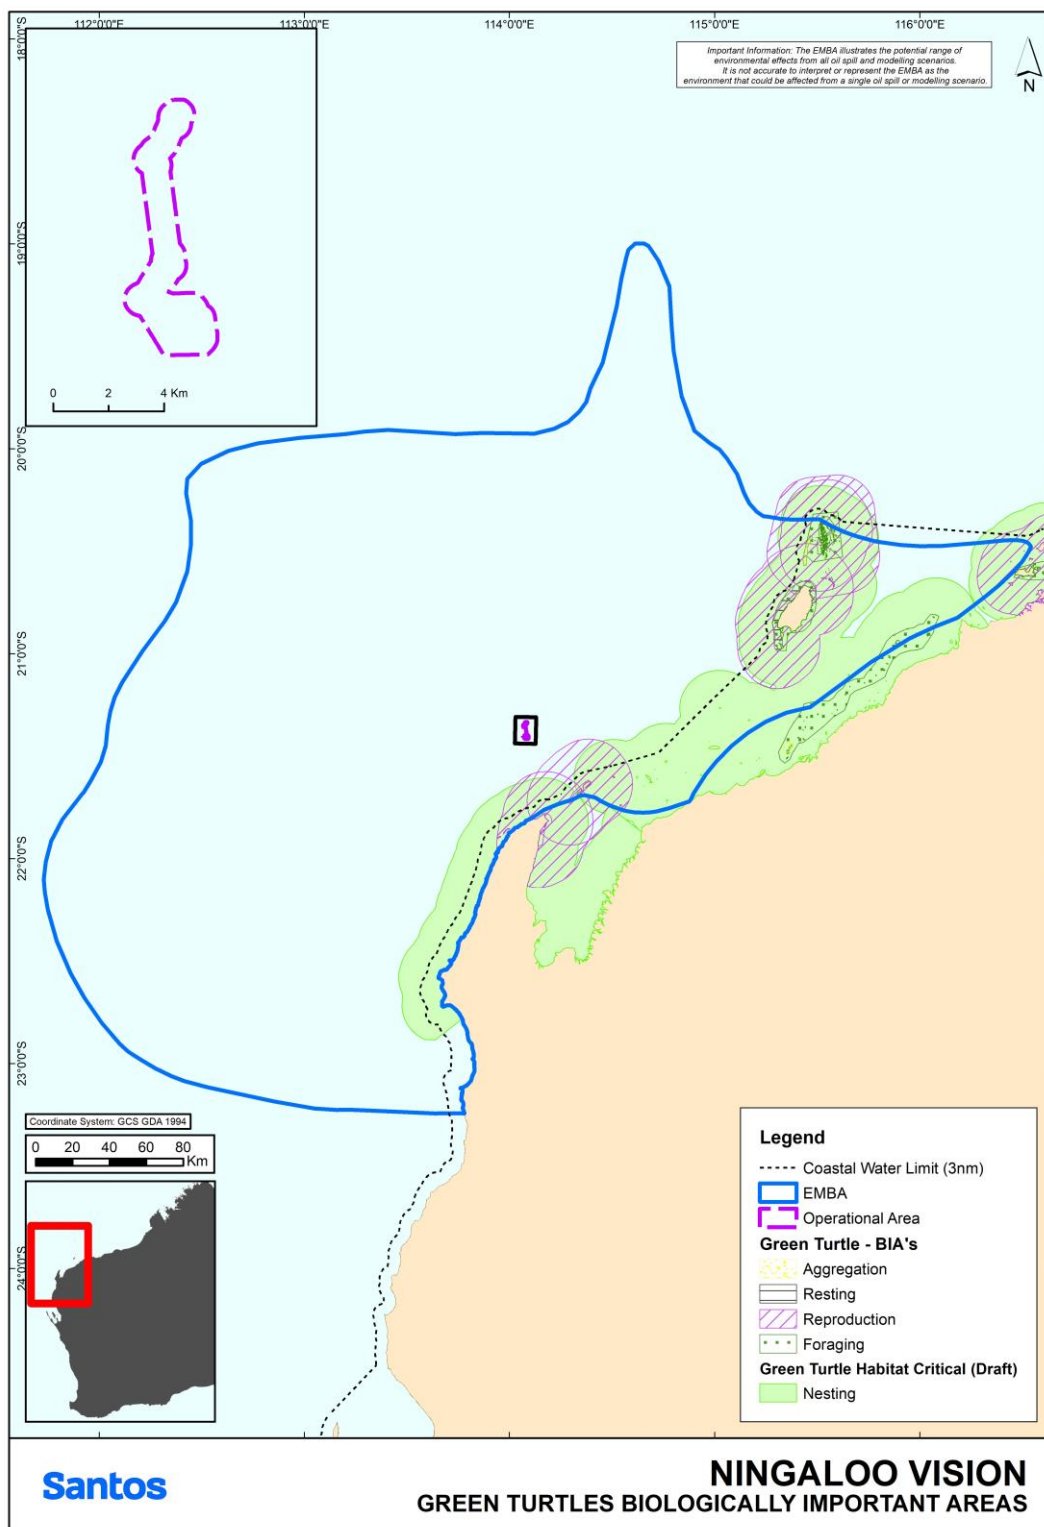 112°0'0"E
113°0'0"E
114°0'0"E
115°0'0"E
116°0'0"E
18°0'0"S
19°0'0"S
20°0'0"S
21°0'0"S
22°0'0"S
23°0'0"S
24°0'0"S
Important Information: The EMBA illustrates the potential range of
environmental effects from all oil spill and modelling scenarios.
It is not accurate to interpret or represent the EMBA as the
environment that could be affected from a single oil spill or modelling scenario.
N
0 2 4 Km
Coordinate System: GCS GDA 1994
0 20 40 60 80
Km
Legend
Coastal Water Limit (3nm)
EMBA
Operational Area
Green Turtle - BIA's
Aggregation
Resting
Reproduction
Foraging
Green Turtle Habitat Critical (Draft)
Nesting
Santos
NINGALOO VISION
GREEN TURTLES BIOLOGICALLY IMPORTANT AREAS